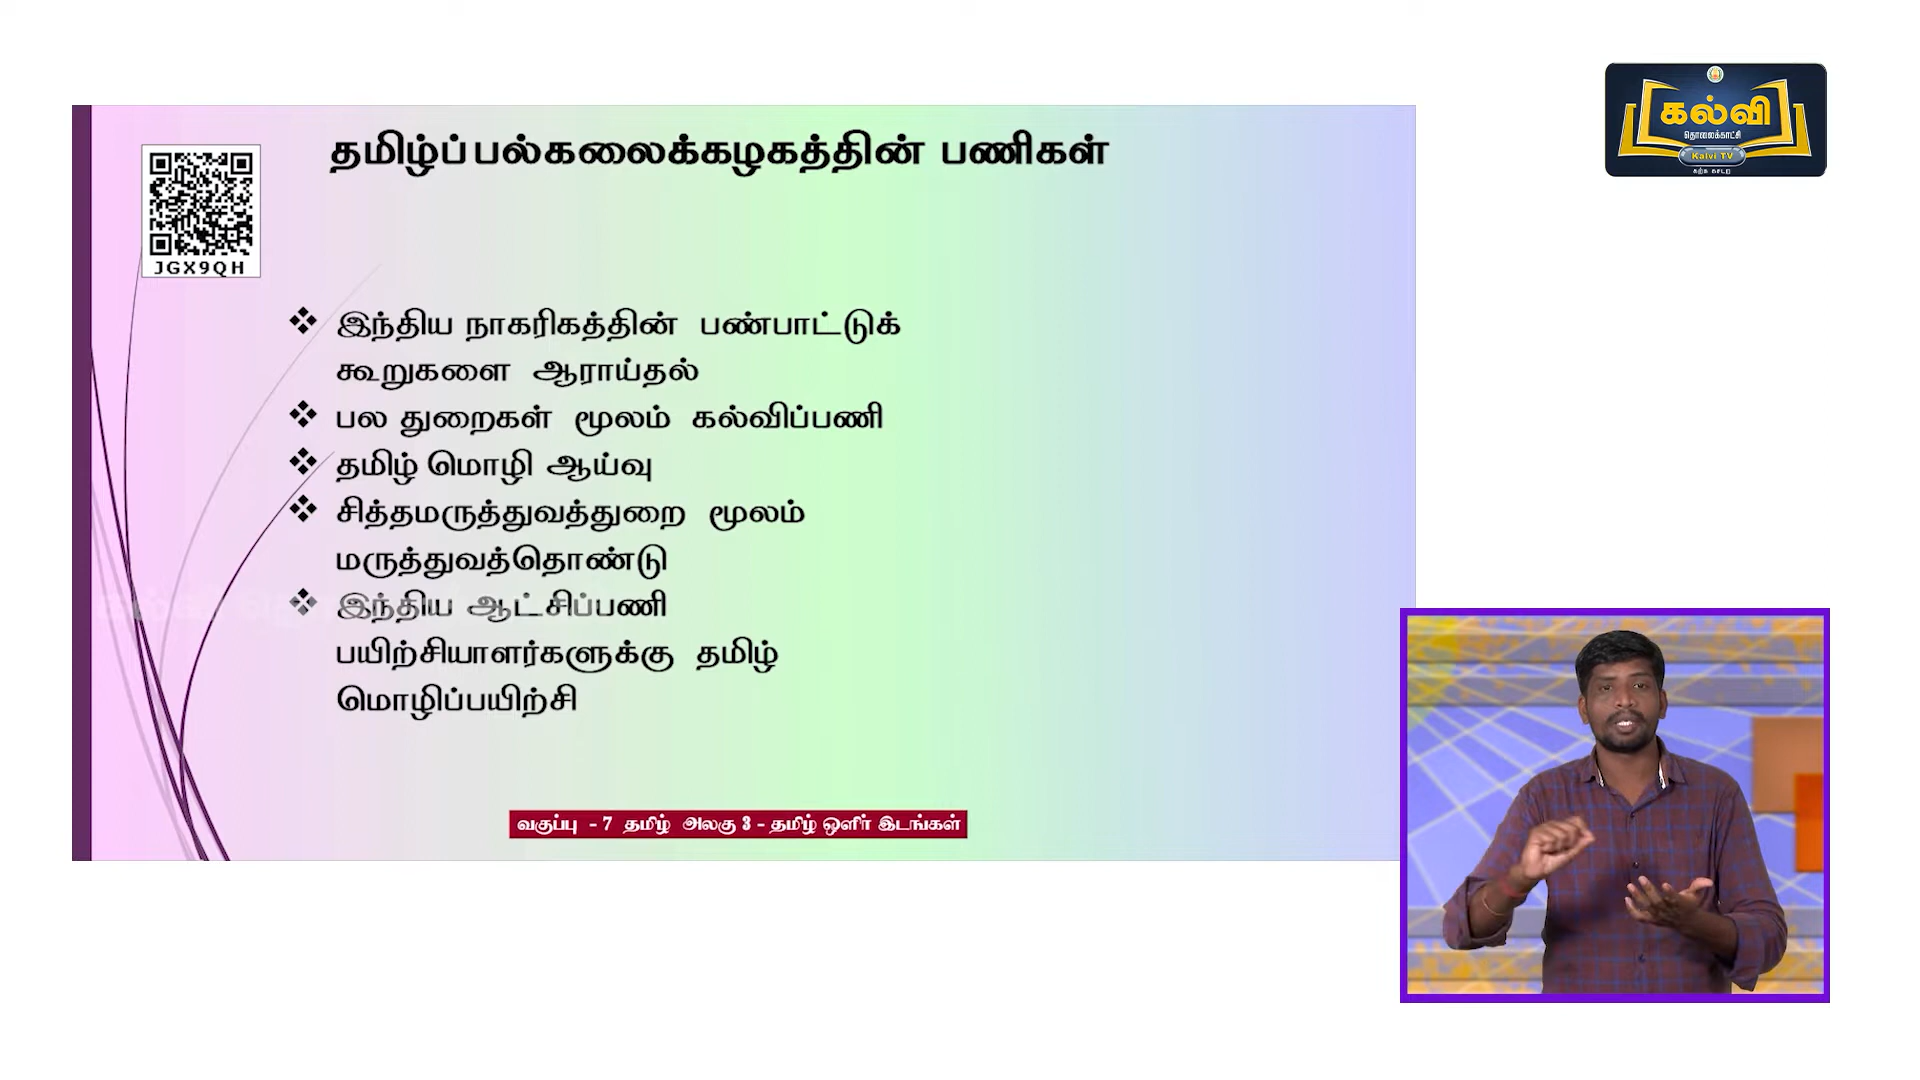 கல்வி
தொலைக்காட்சி
Kalvi TV
கற்க கசடற
தமிழ்ப்பல்கலைக்கழகத்தின் பணிகள்
JGX9QH
இந்திய நாகரிகத்தின் பண்பாட்டுக்
கூறுகளை ஆராய்தல்
பல துறைகள் மூலம் கல்விப்பணி
தமிழ் மொழி ஆய்வு
சித்தமருத்துவத்துறை மூலம்
மருத்துவத்தொண்டு
இந்திய ஆட்சிப்பணி
பயிற்சியாளர்களுக்கு தமிழ்
மொழிப்பயிற்சி
வகுப்பு - 7 தமிழ் அலகு 3 - தமிழ் ஒளிர் இடங்கள்